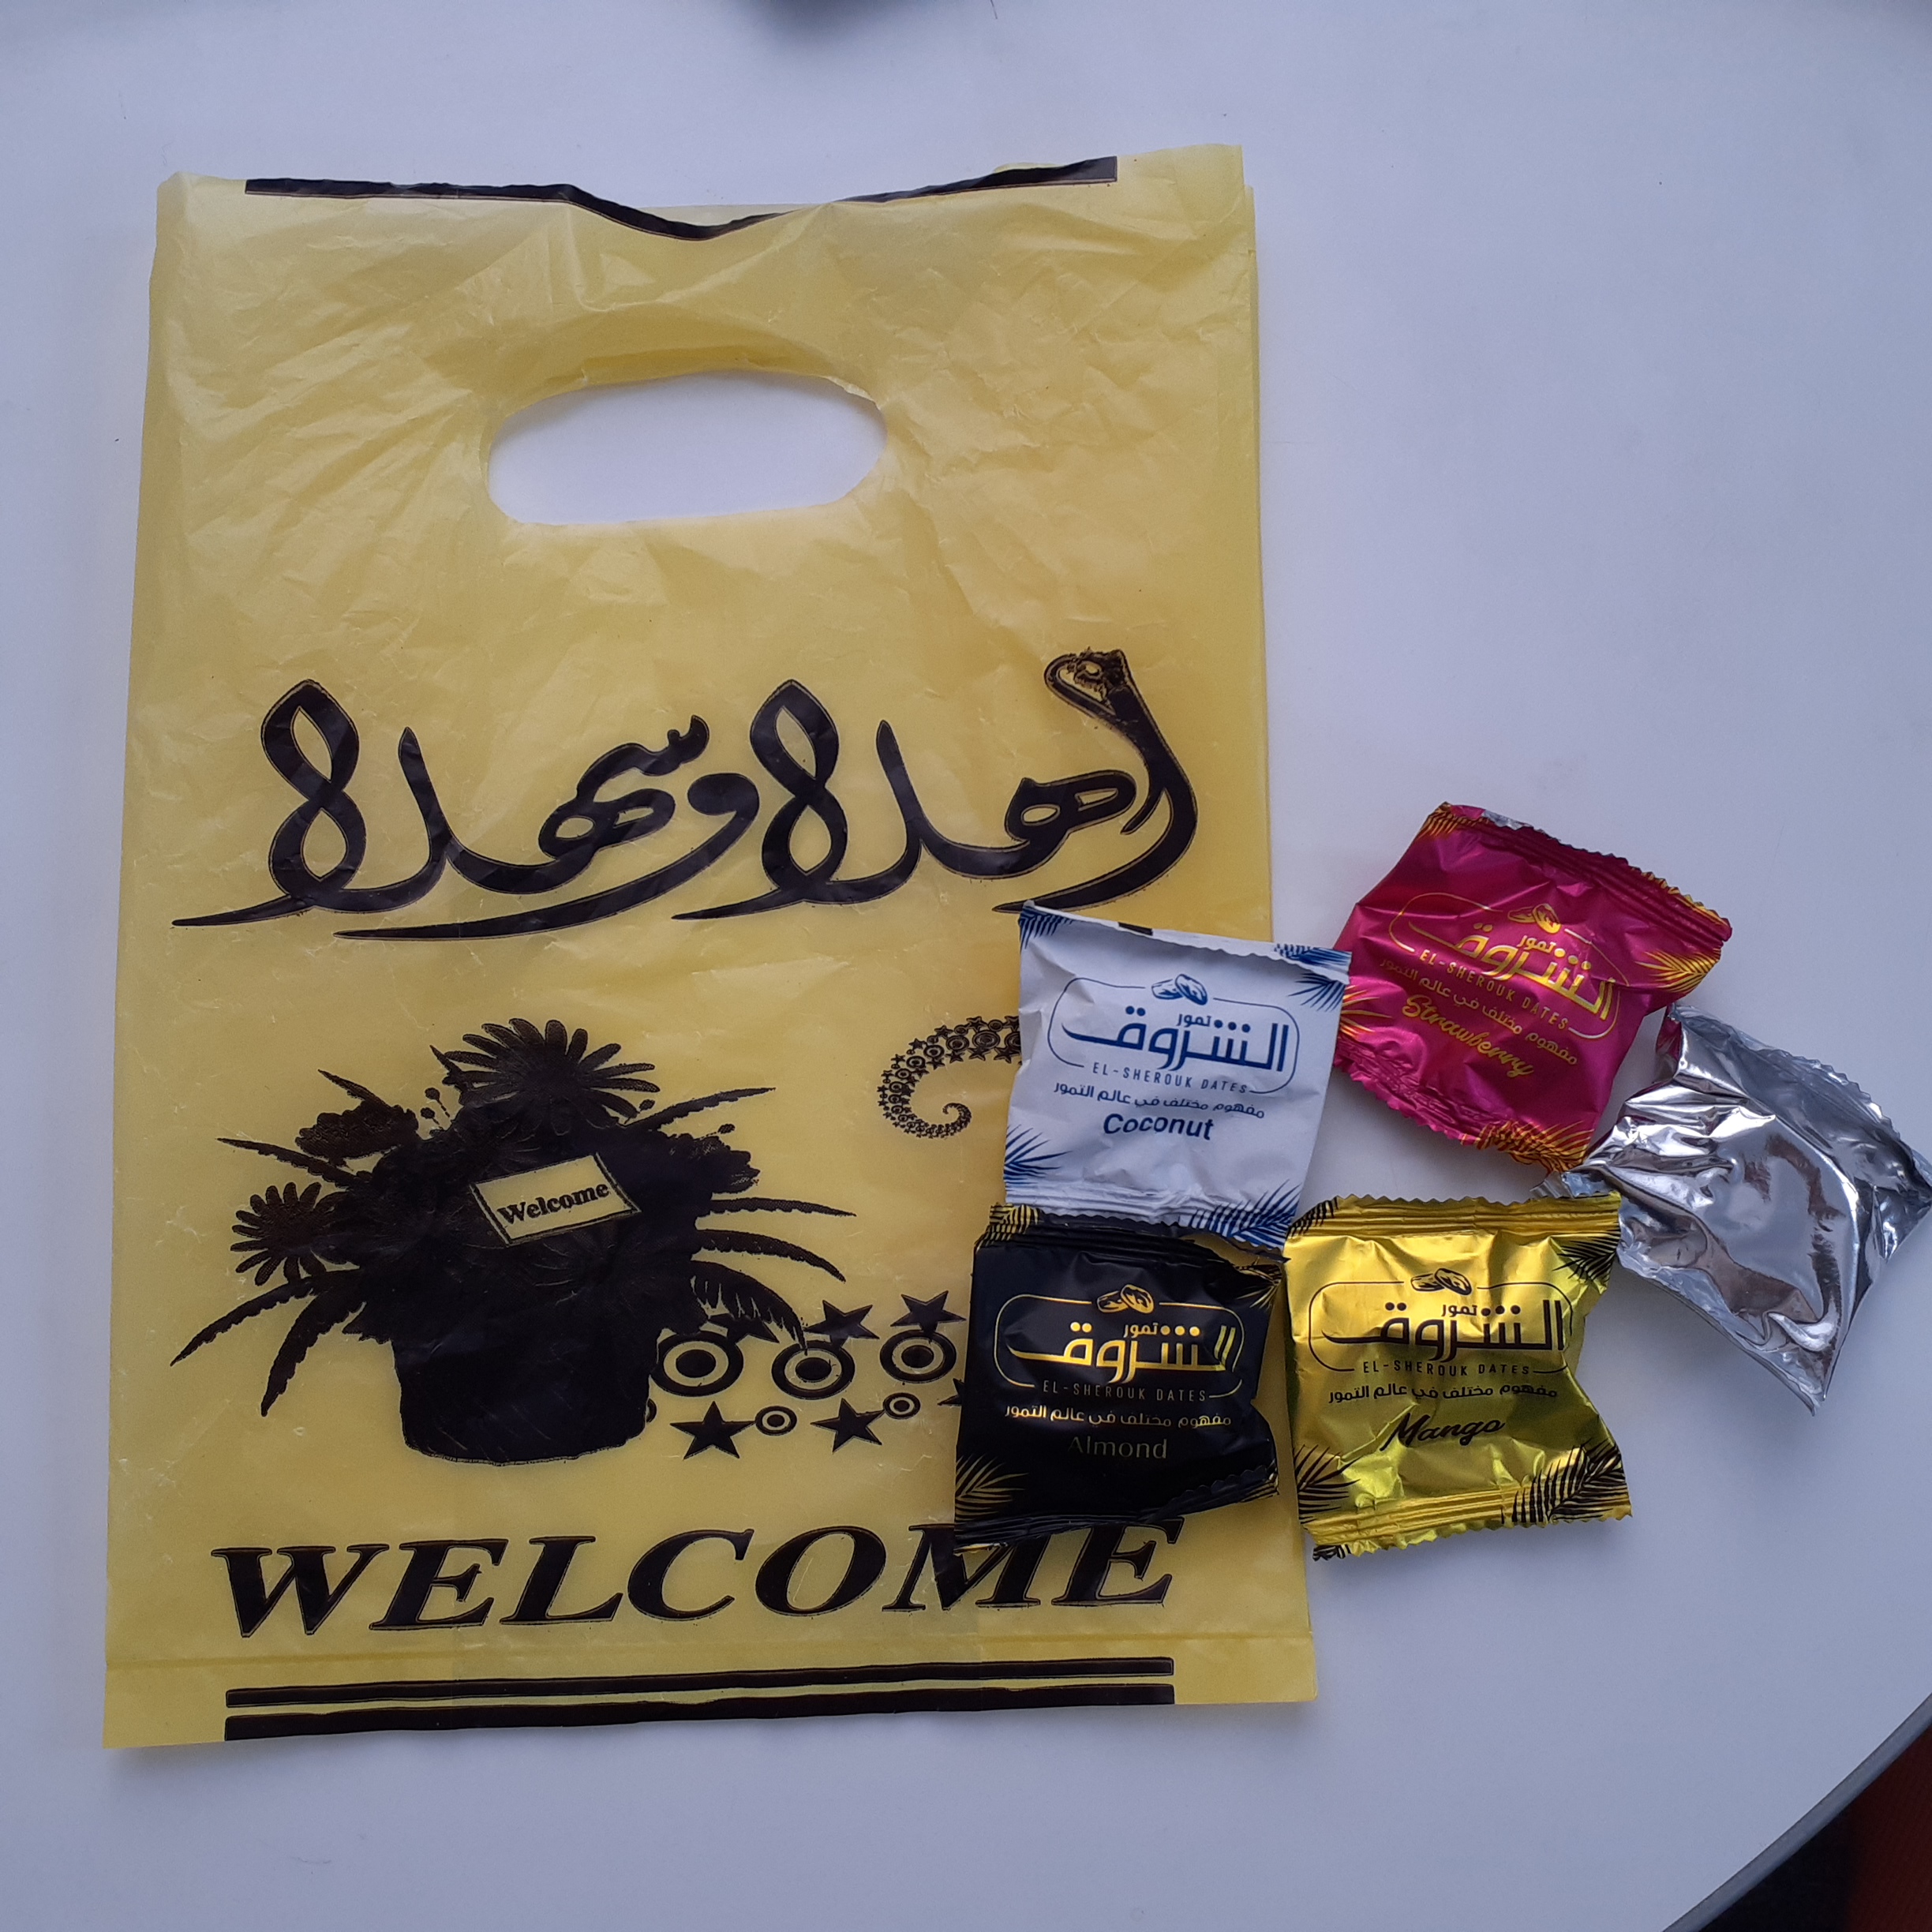 أهلا وسهلا
Welcome
WELCOME
تمور
الشروق
EL-SHEROUK DATES
مفهوم مختلف في عالم التمور
Coconut
تمور
الشروق
EL-SHEROUK DATES
مفهوم مختلف في عالم التمور
Strawberry
تمور
الشروق
EL-SHEROUK DATES
مفهوم مختلف في عالم التمور
Almond
تمور
الشروق
EL-SHEROUK DATES
مفهوم مختلف في عالم التمور
Mango